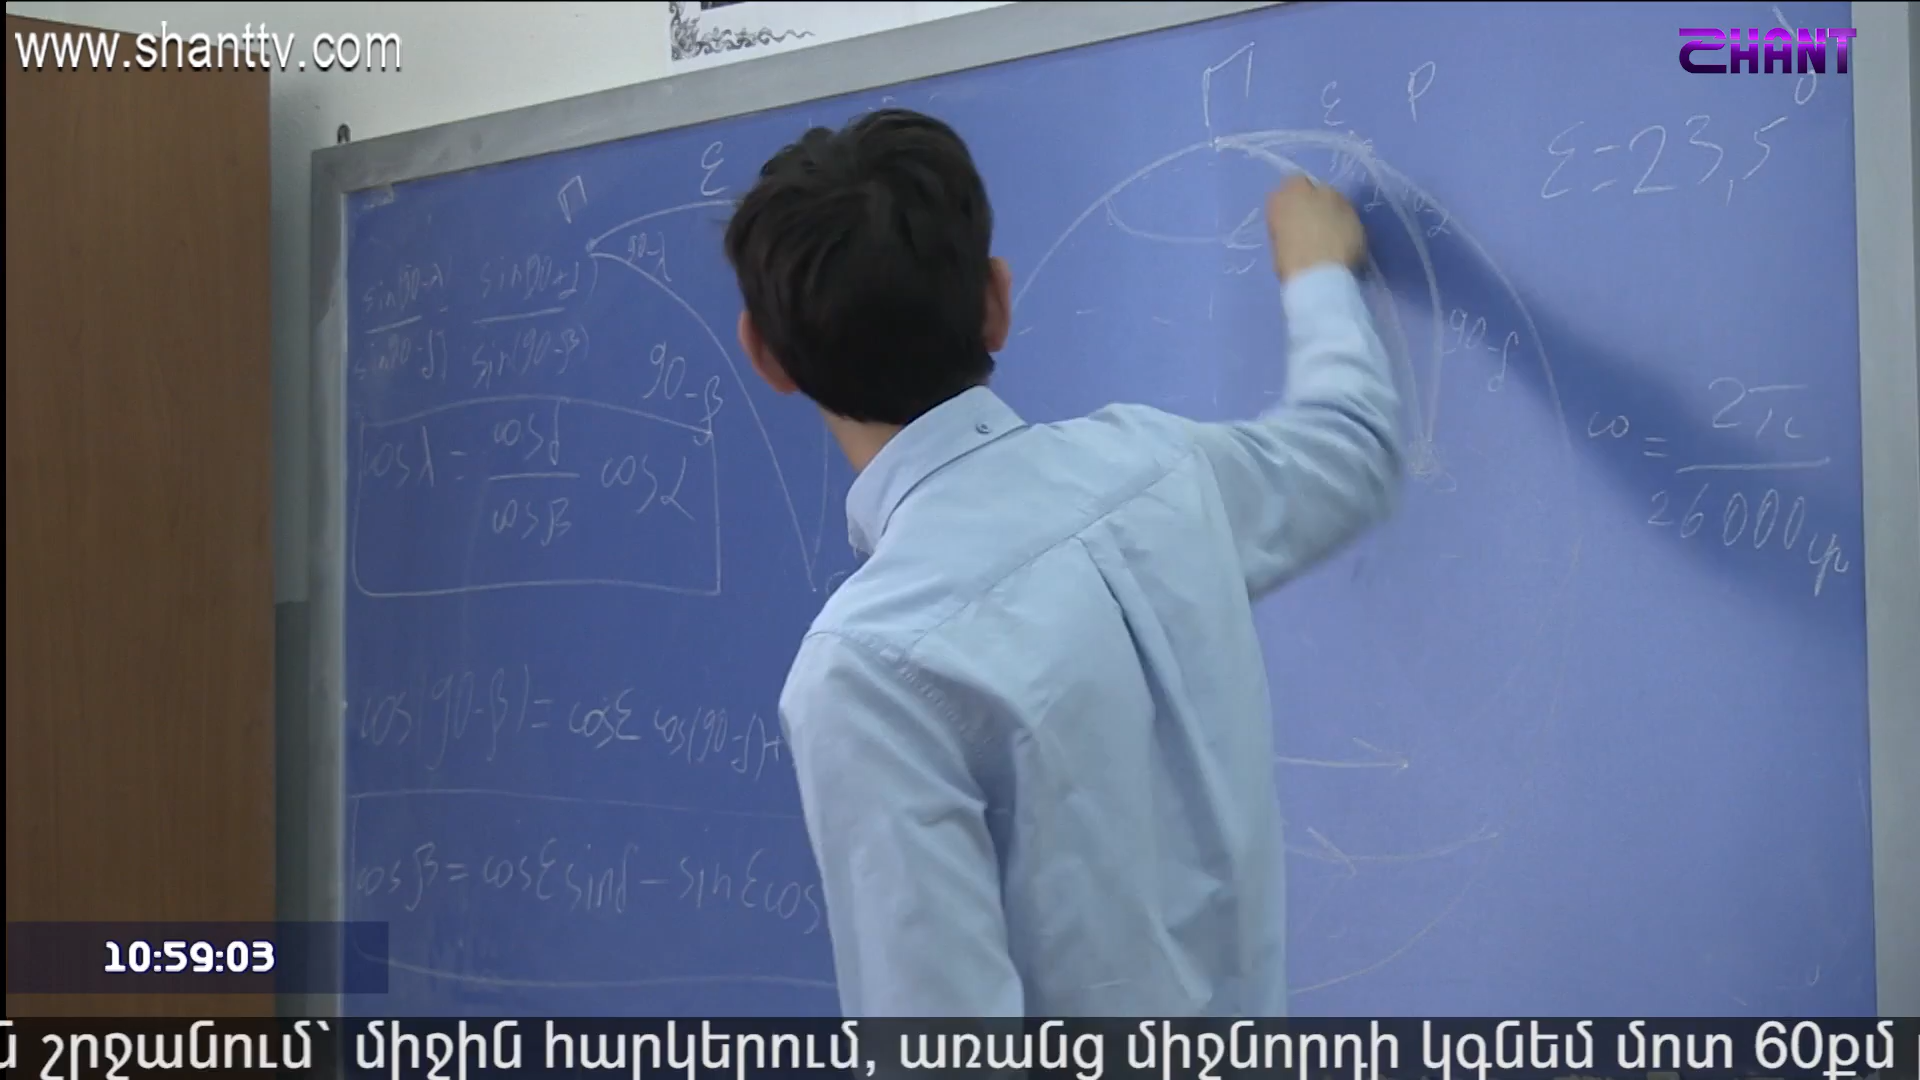 www.shanttv.com
SHANT
П ε P
ε=23,5°
П ε
90-λ
sin(90-λ) = sin(90+α)
sin(90-δ) sin(90-β)
90-β
90-δ
cosλ = cosδ/cosβ cosα
ω = 2π/26000
cos(90-β)= cosε cos(90-δ)+
cosβ = cosε sinδ – sinε cos
10:59:03
ն շրջանում՝ միջին հարկերում, առանց միջնորդի կգնեմ մոտ 60քմ